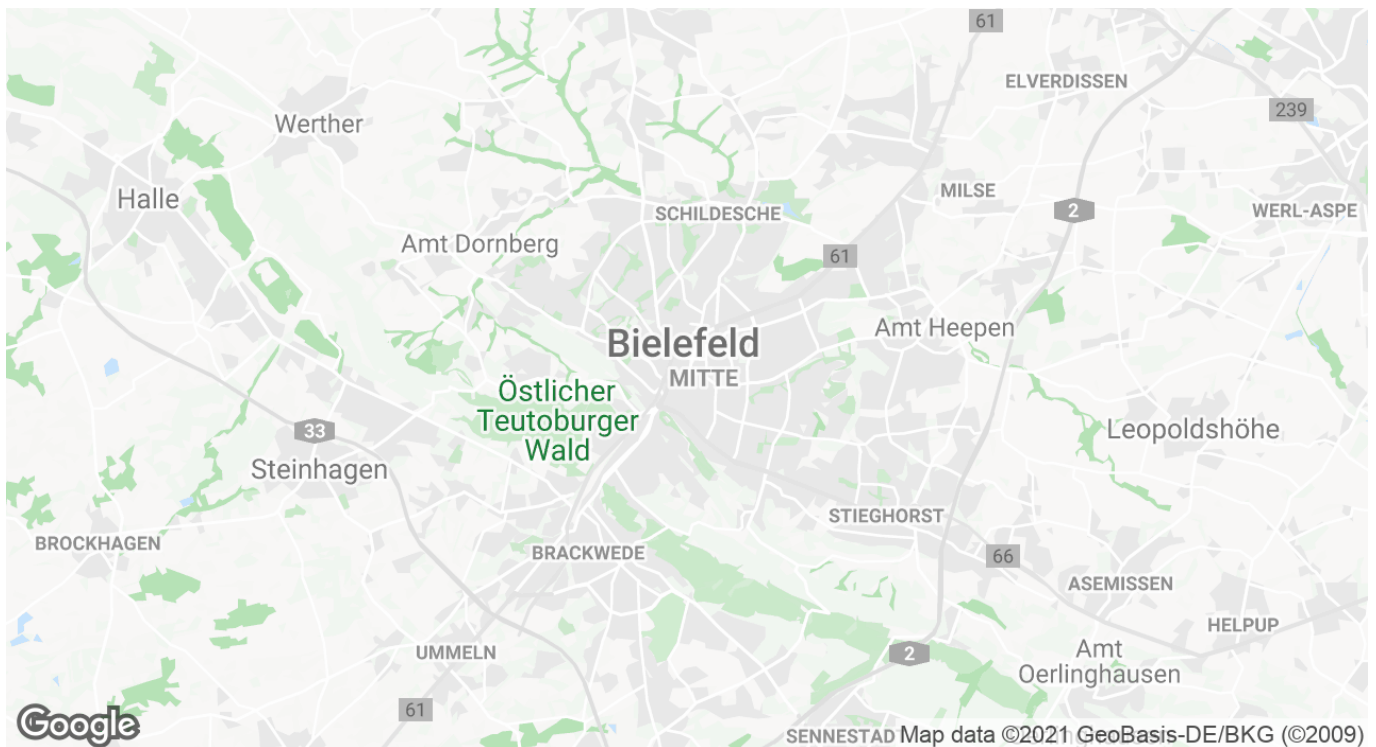 61
ELVERDISSEN
239
Werther
Halle
MILSE
2
WERL-ASPE
SCHILDESCHE
Amt Dornberg
61
Bielefeld
MITTE
Amt Heepen
Östlicher
Teutoburger
Wald
33
Steinhagen
Leopoldshöhe
STIEGHORST
BROCKHAGEN
BRACKWEDE
66
ASEMISSEN
HELPUP
UMMELN
2
Amt
Oerlinghausen
61
Google
SENNESTAD
Map data ©2021 GeoBasis-DE/BKG (©2009)